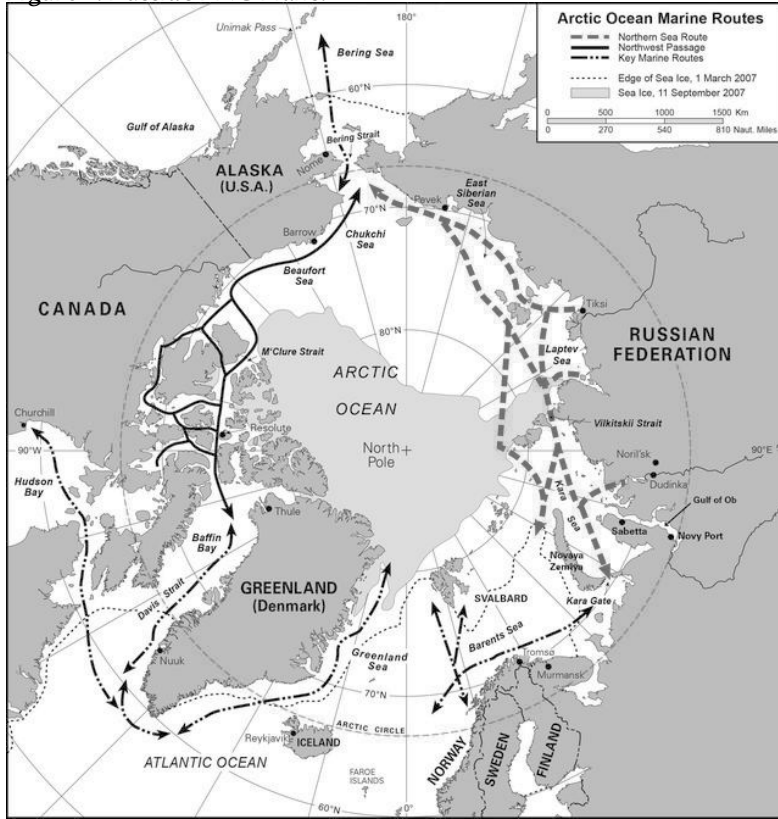 Unimak Pass
180°
Bering Sea
60°N
Gulf of Alaska
Bering Strait
ALASKA
(U.S.A.)
Nome
70°N
Pevek
East
Siberian
Sea
Barrow
Chukchi
Sea
Beaufort
Sea
CANADA
Tiksi
80°N
M'Clure Strait
ARCTIC
OCEAN
Laptev
Sea
RUSSIAN
FEDERATION
Vilkitskii Strait
Churchill
90°W
Resolute
North
Pole
Noril'sk
90°E
Dudinka
Hudson
Bay
Kara
Sea
Gulf of Ob
Thule
Sabetta
Novy Port
Baffin
Bay
Novaya
Zemlya
GREENLAND
(Denmark)
SVALBARD
Kara Gate
Davis Strait
Barents Sea
Greenland
Sea
Nuuk
Tromsø
Murmansk
70°N
ARCTIC CIRCLE
Reykjavik
ICELAND
NORWAY
SWEDEN
FINLAND
ATLANTIC OCEAN
FAROE
ISLANDS
60°N
0°
Arctic Ocean Marine Routes
Northern Sea Route
Northwest Passage
Key Marine Routes
Edge of Sea Ice, 1 March 2007
Sea Ice, 11 September 2007
0 500 1000 1500 Km
0 270 540 810 Naut. Miles